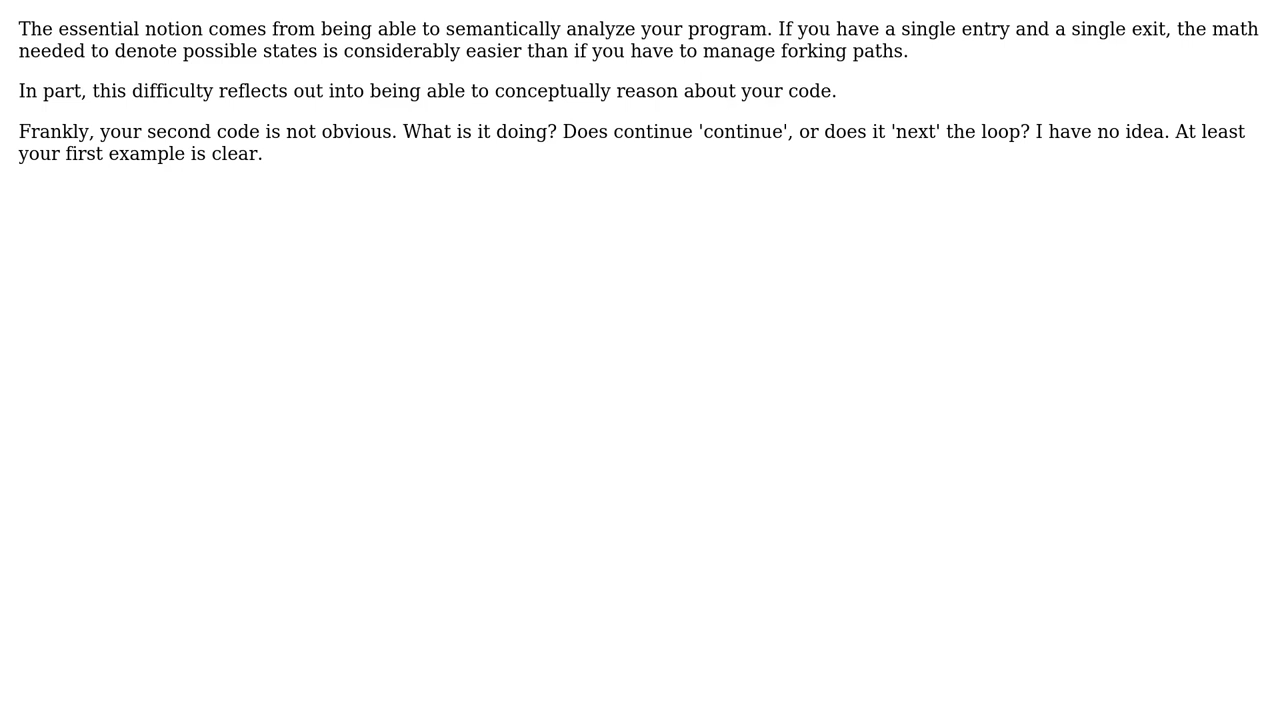 The essential notion comes from being able to semantically analyze your program. If you have a single entry and a single exit, the math
needed to denote possible states is considerably easier than if you have to manage forking paths.
In part, this difficulty reflects out into being able to conceptually reason about your code.
Frankly, your second code is not obvious. What is it doing? Does continue 'continue', or does it 'next' the loop? I have no idea. At least
your first example is clear.